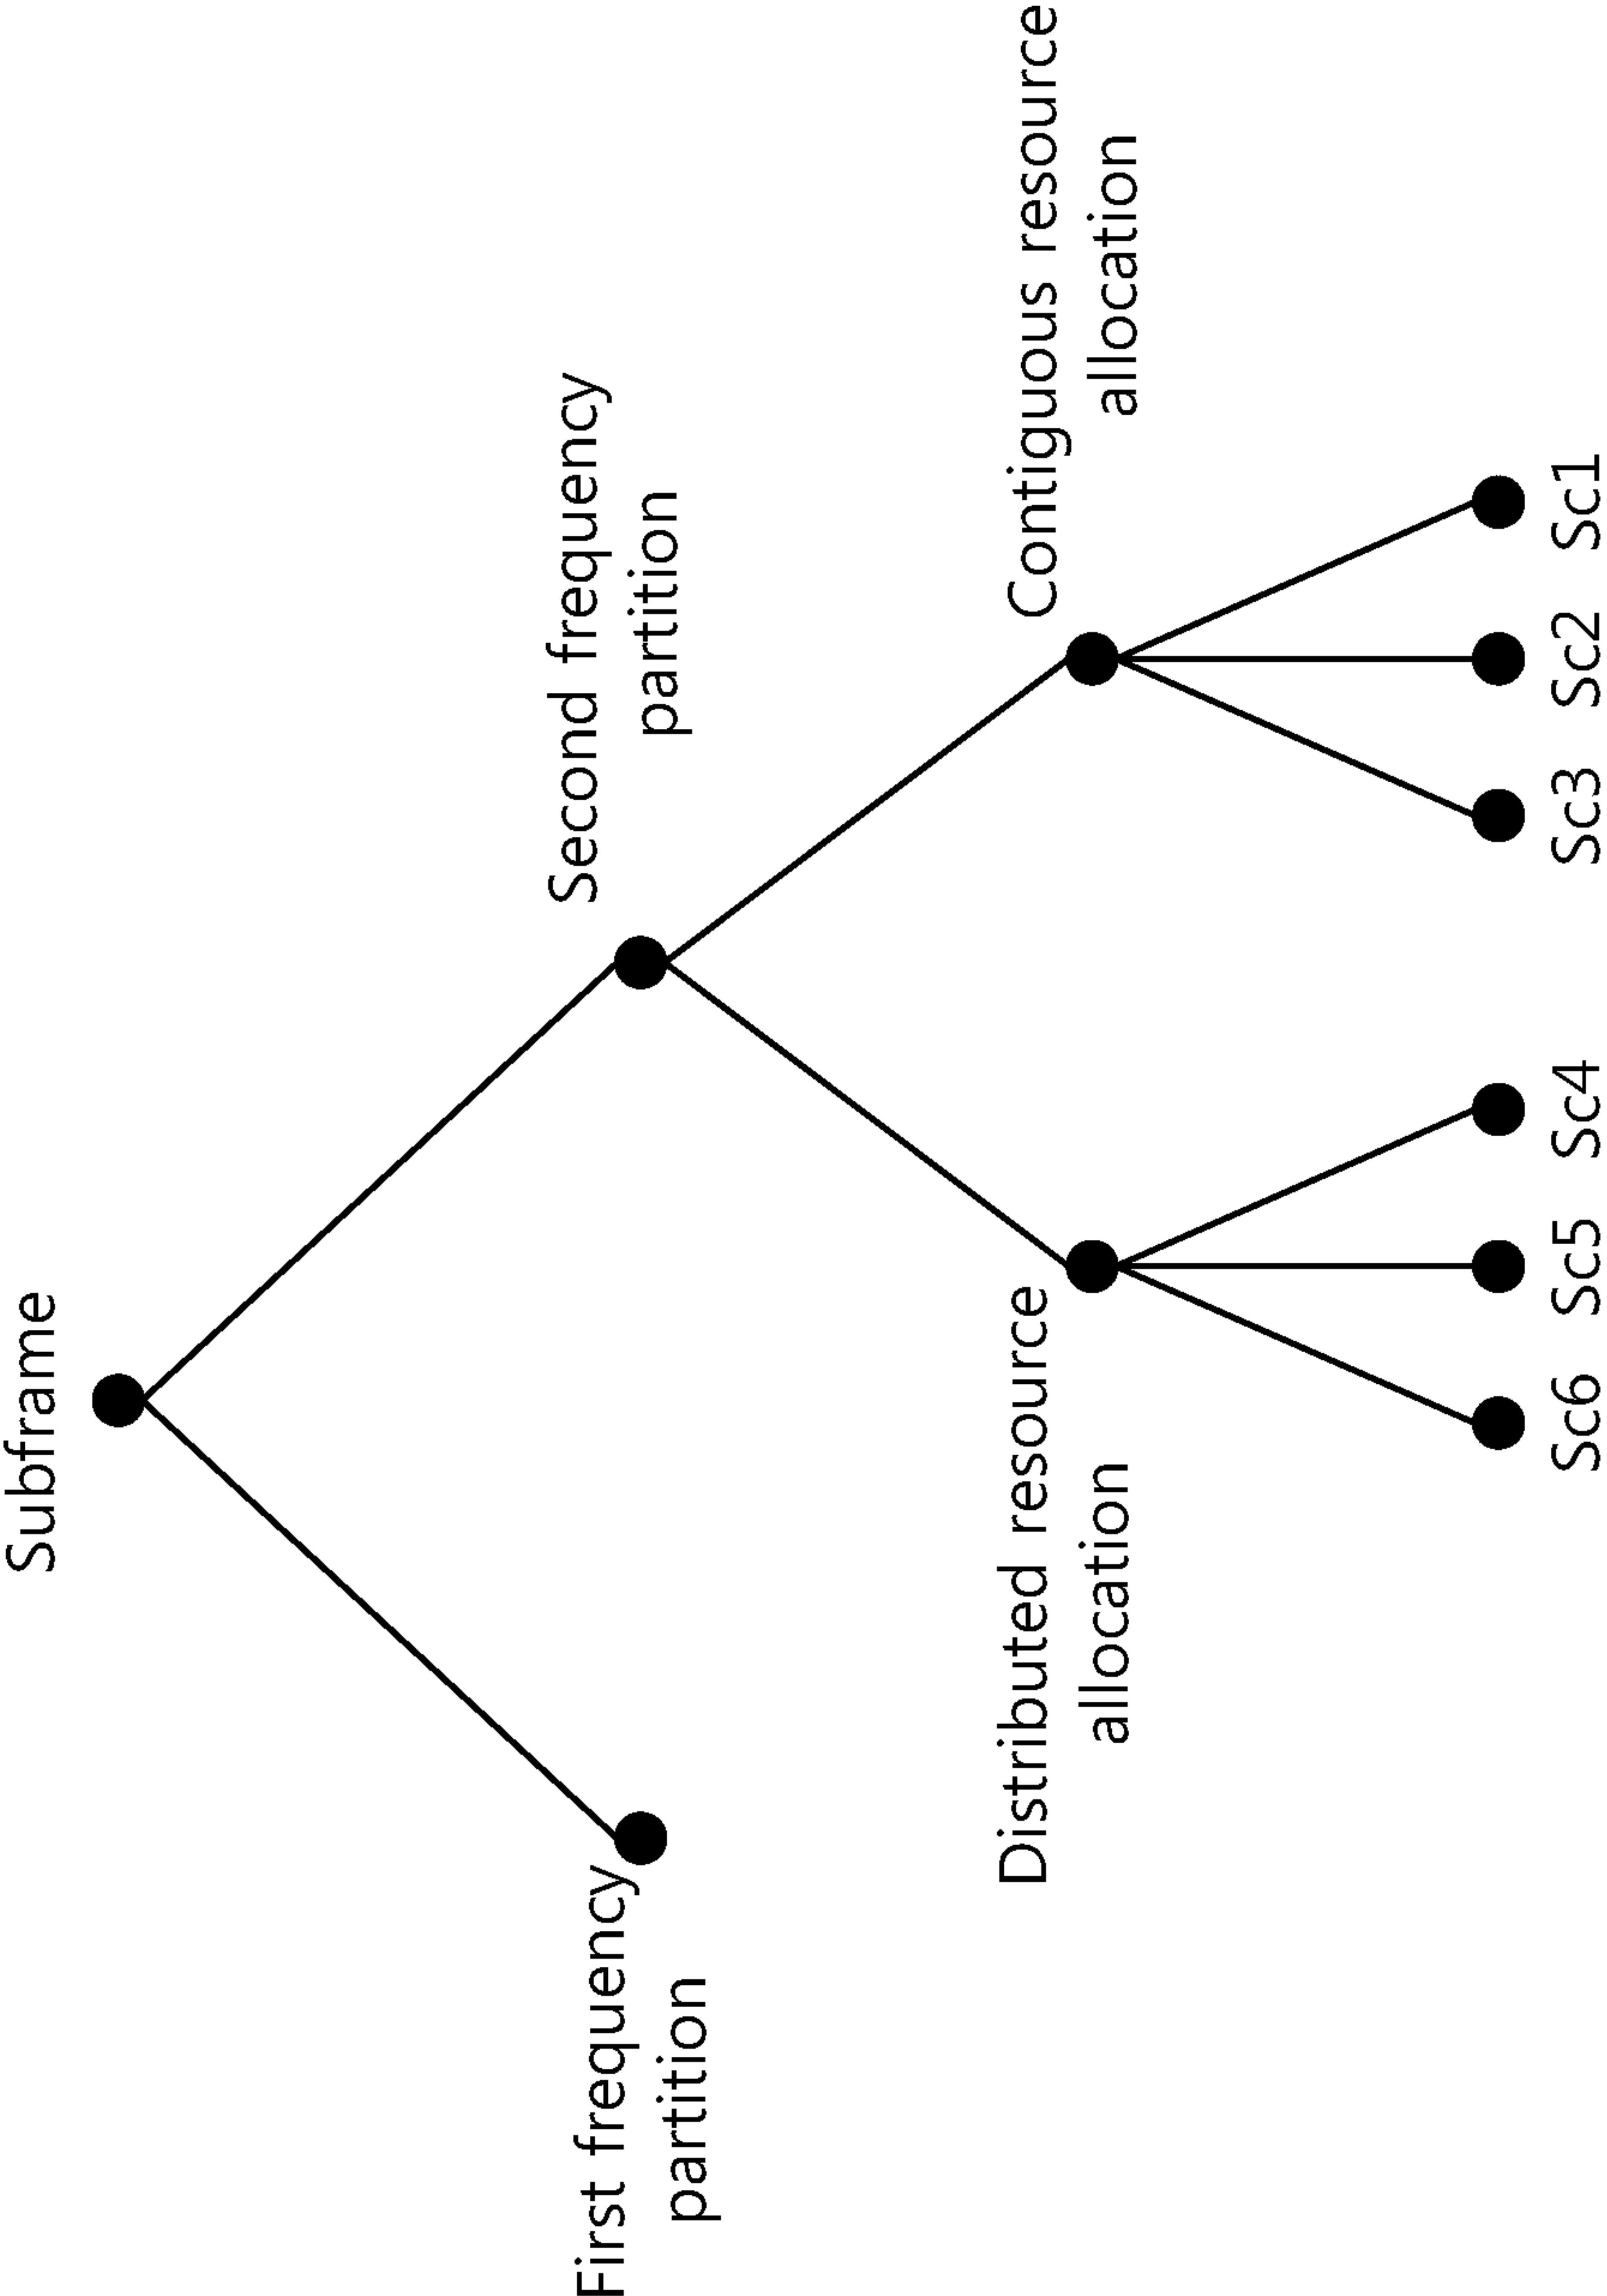 Subframe
First frequency
partition
Second frequency
partition
Distributed resource
allocation
Contiguous resource
allocation
Sc6 Sc5 Sc4 Sc3 Sc2 Sc1